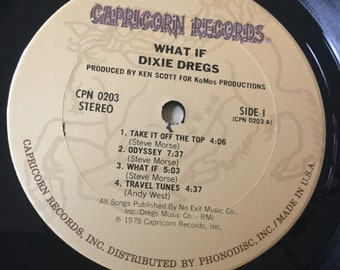 CAPRICORN RECORDS®
WHAT IF
DIXIE DREGS
PRODUCED BY KEN SCOTT FOR KoMos PRODUCTIONS
CPN 0203
STEREO
SIDE I
(CPN 0203 A)
1. TAKE IT OFF THE TOP 4:06
(Steve Morse)
2. ODYSSEY 7:37
(Steve Morse)
3. WHAT IF 5:03
(Steve Morse)
4. TRAVEL TUNES 4:37
(Andy West)
All Songs Published By No Exit Music Co.,
Inc./Dregs Music Co. - BMI
℗ 1978 Capricorn Records, Inc.
CAPRICORN RECORDS, INC. DISTRIBUTED BY PHONODISC, INC./MADE IN U.S.A.